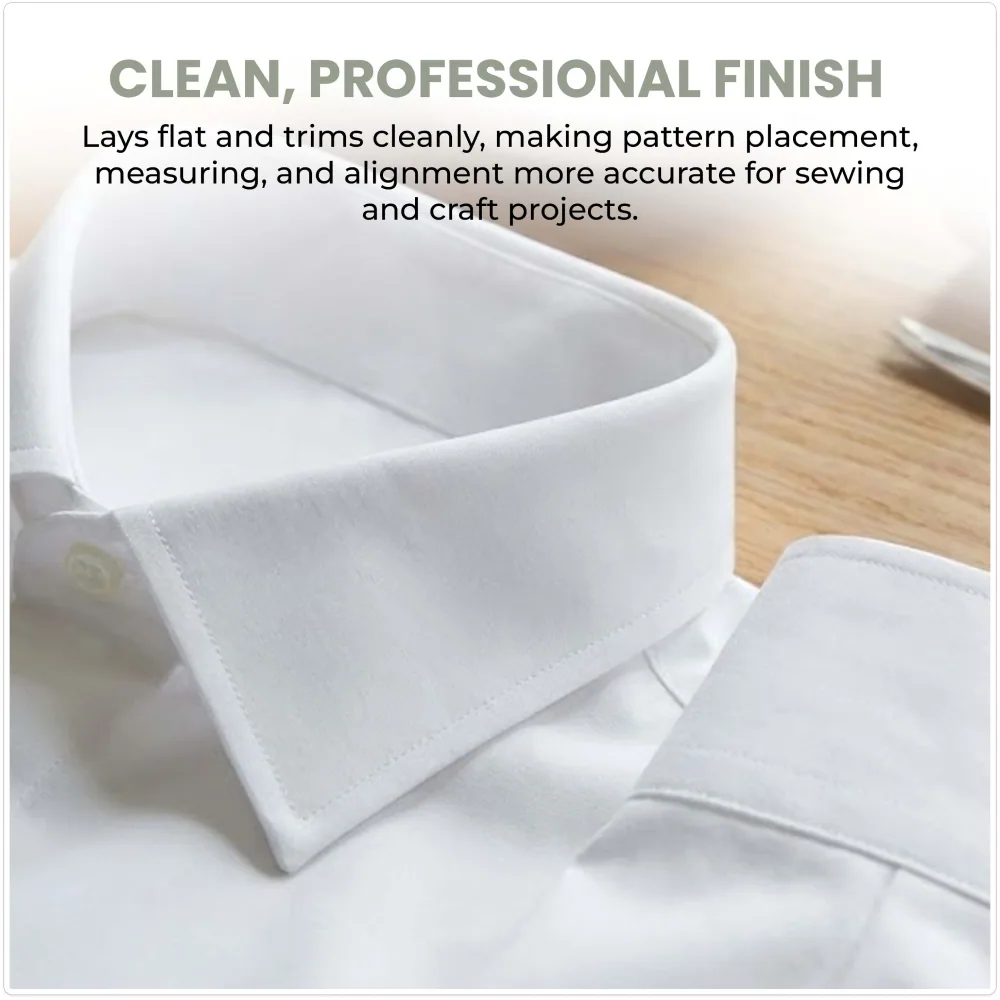 CLEAN, PROFESSIONAL FINISH
Lays flat and trims cleanly, making pattern placement,
measuring, and alignment more accurate for sewing
and craft projects.